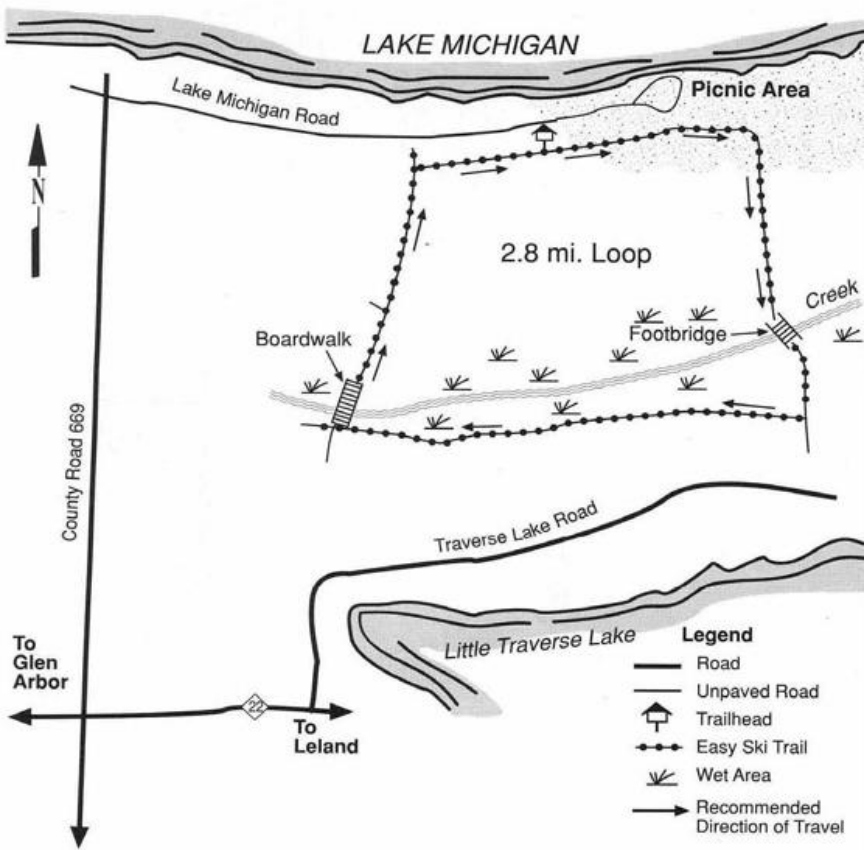 LAKE MICHIGAN
Lake Michigan Road
Picnic Area
N
2.8 mi. Loop
Creek
Footbridge
Boardwalk
County Road 669
Traverse Lake Road
Little Traverse Lake
To
Glen
Arbor
22
To
Leland
Legend
Road
Unpaved Road
Trailhead
Easy Ski Trail
Wet Area
Recommended
Direction of Travel